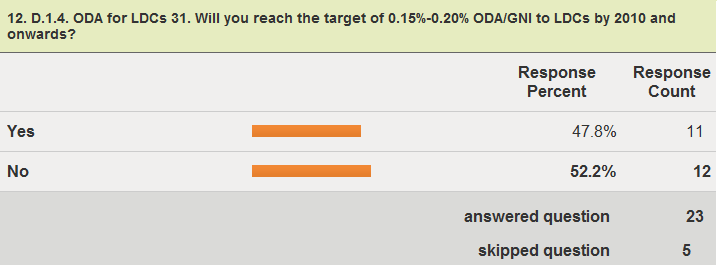 12. D.1.4. ODA for LDCs 31. Will you reach the target of 0.15%-0.20% ODA/GNI to LDCs by 2010 and
onwards?
Response Percent Response Count
Yes 47.8% 11
No 52.2% 12
answered question 23
skipped question 5